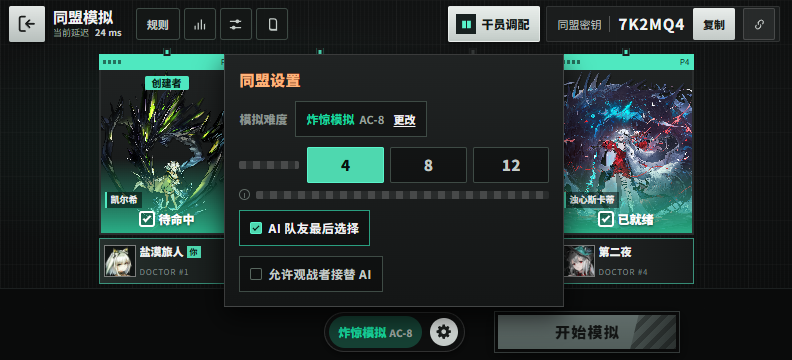 同盟模拟
当前延迟 24 ms
规则
干员调配
同盟密钥 7K2MQ4 复制
P4
创建者
凯尔希
待命中
盐漠旅人 你
DOCTOR #1
同盟设置
模拟难度 炸惊模拟 AC-8 更改
4 8 12
AI 队友最后选择
允许观战者接替 AI
浊心斯卡蒂
已就绪
第二夜
DOCTOR #4
炸惊模拟 AC-8
开始模拟